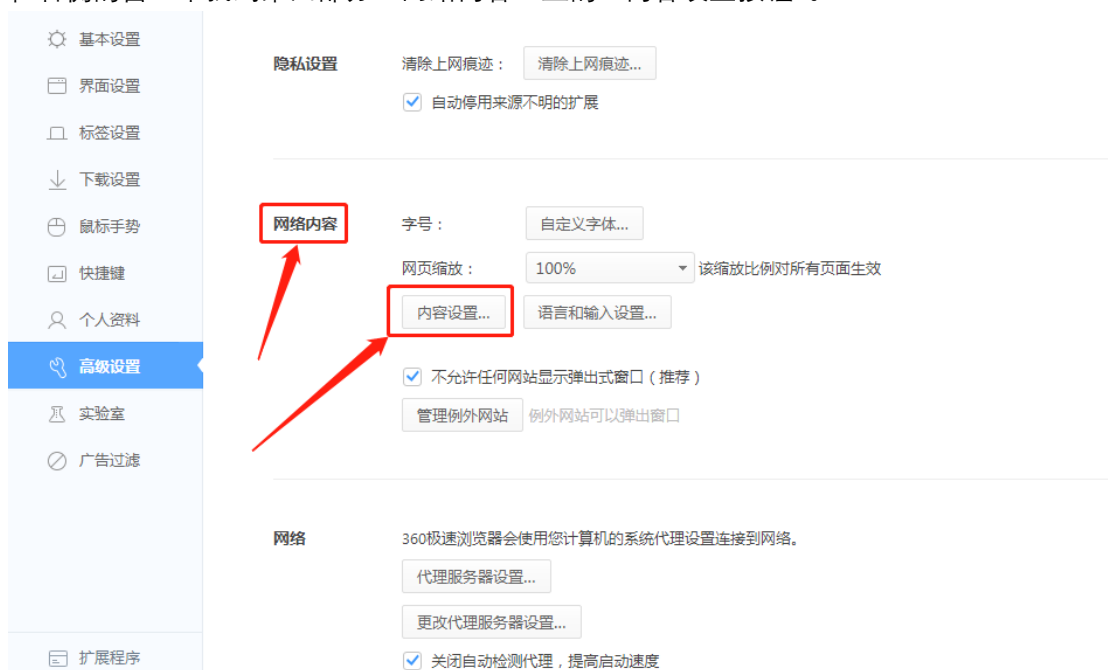 基本设置
界面设置
标签设置
下载设置
鼠标手势
快捷键
个人资料
高级设置
实验室
广告过滤
扩展程序
隐私设置 清除上网痕迹： 清除上网痕迹...
自动停用来源不明的扩展
网络内容 字号： 自定义字体...
网页缩放： 100% 该缩放比例对所有页面生效
内容设置... 语言和输入设置...
不允许任何网站显示弹出式窗口（推荐）
管理例外网站 例外网站可以弹出窗口
网络 360极速浏览器会使用您计算机的系统代理设置连接到网络。
代理服务器设置...
更改代理服务器设置...
关闭自动检测代理，提高启动速度